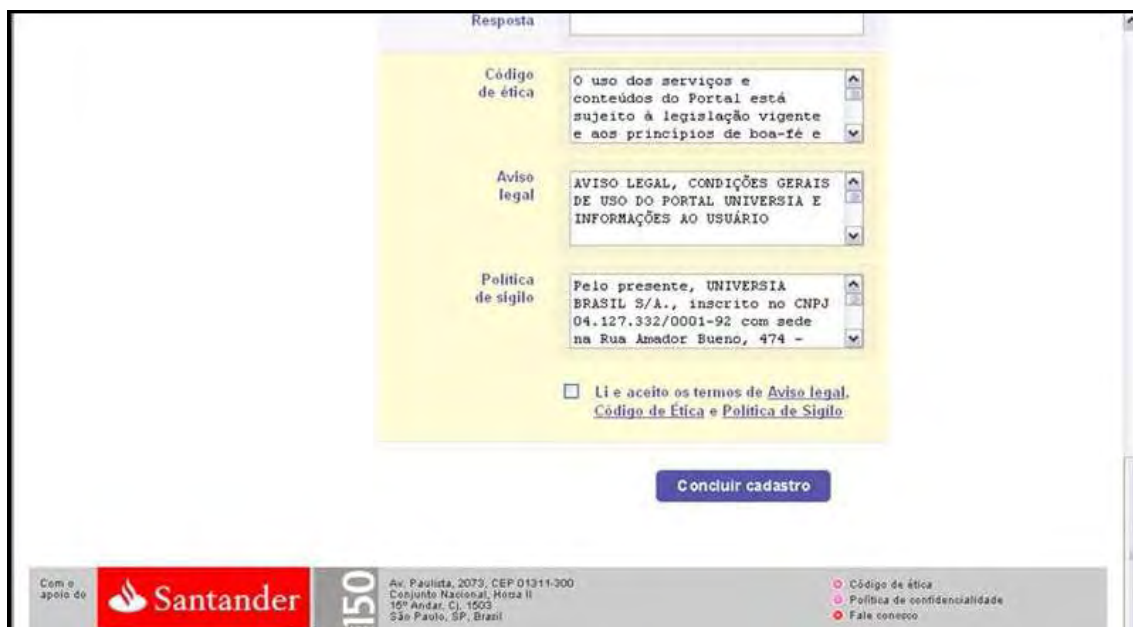 Resposta
Código
de ética
O uso dos serviços e
conteúdos do Portal está
sujeito à legislação vigente
e aos princípios de boa-fé e
Aviso
legal
AVISO LEGAL, CONDIÇÕES GERAIS
DE USO DO PORTAL UNIVERSIA E
INFORMAÇÕES AO USUÁRIO
Política
de sigilo
Pelo presente, UNIVERSIA
BRASIL S/A., inscrito no CNPJ
04.127.332/0001-92 com sede
na Rua Amador Bueno, 474 -
Li e aceito os termos de Aviso legal,
Código de Ética e Política de Sigilo
Concluir cadastro
Com o
apoio do
Santander
150
Av. Paulista, 2073, CEP 01311-300
Conjunto Nacional, Horsa II
15º Andar, Cj. 1503
São Paulo, SP, Brazil
Código de ética
Política de confidencialidade
Fale conosco